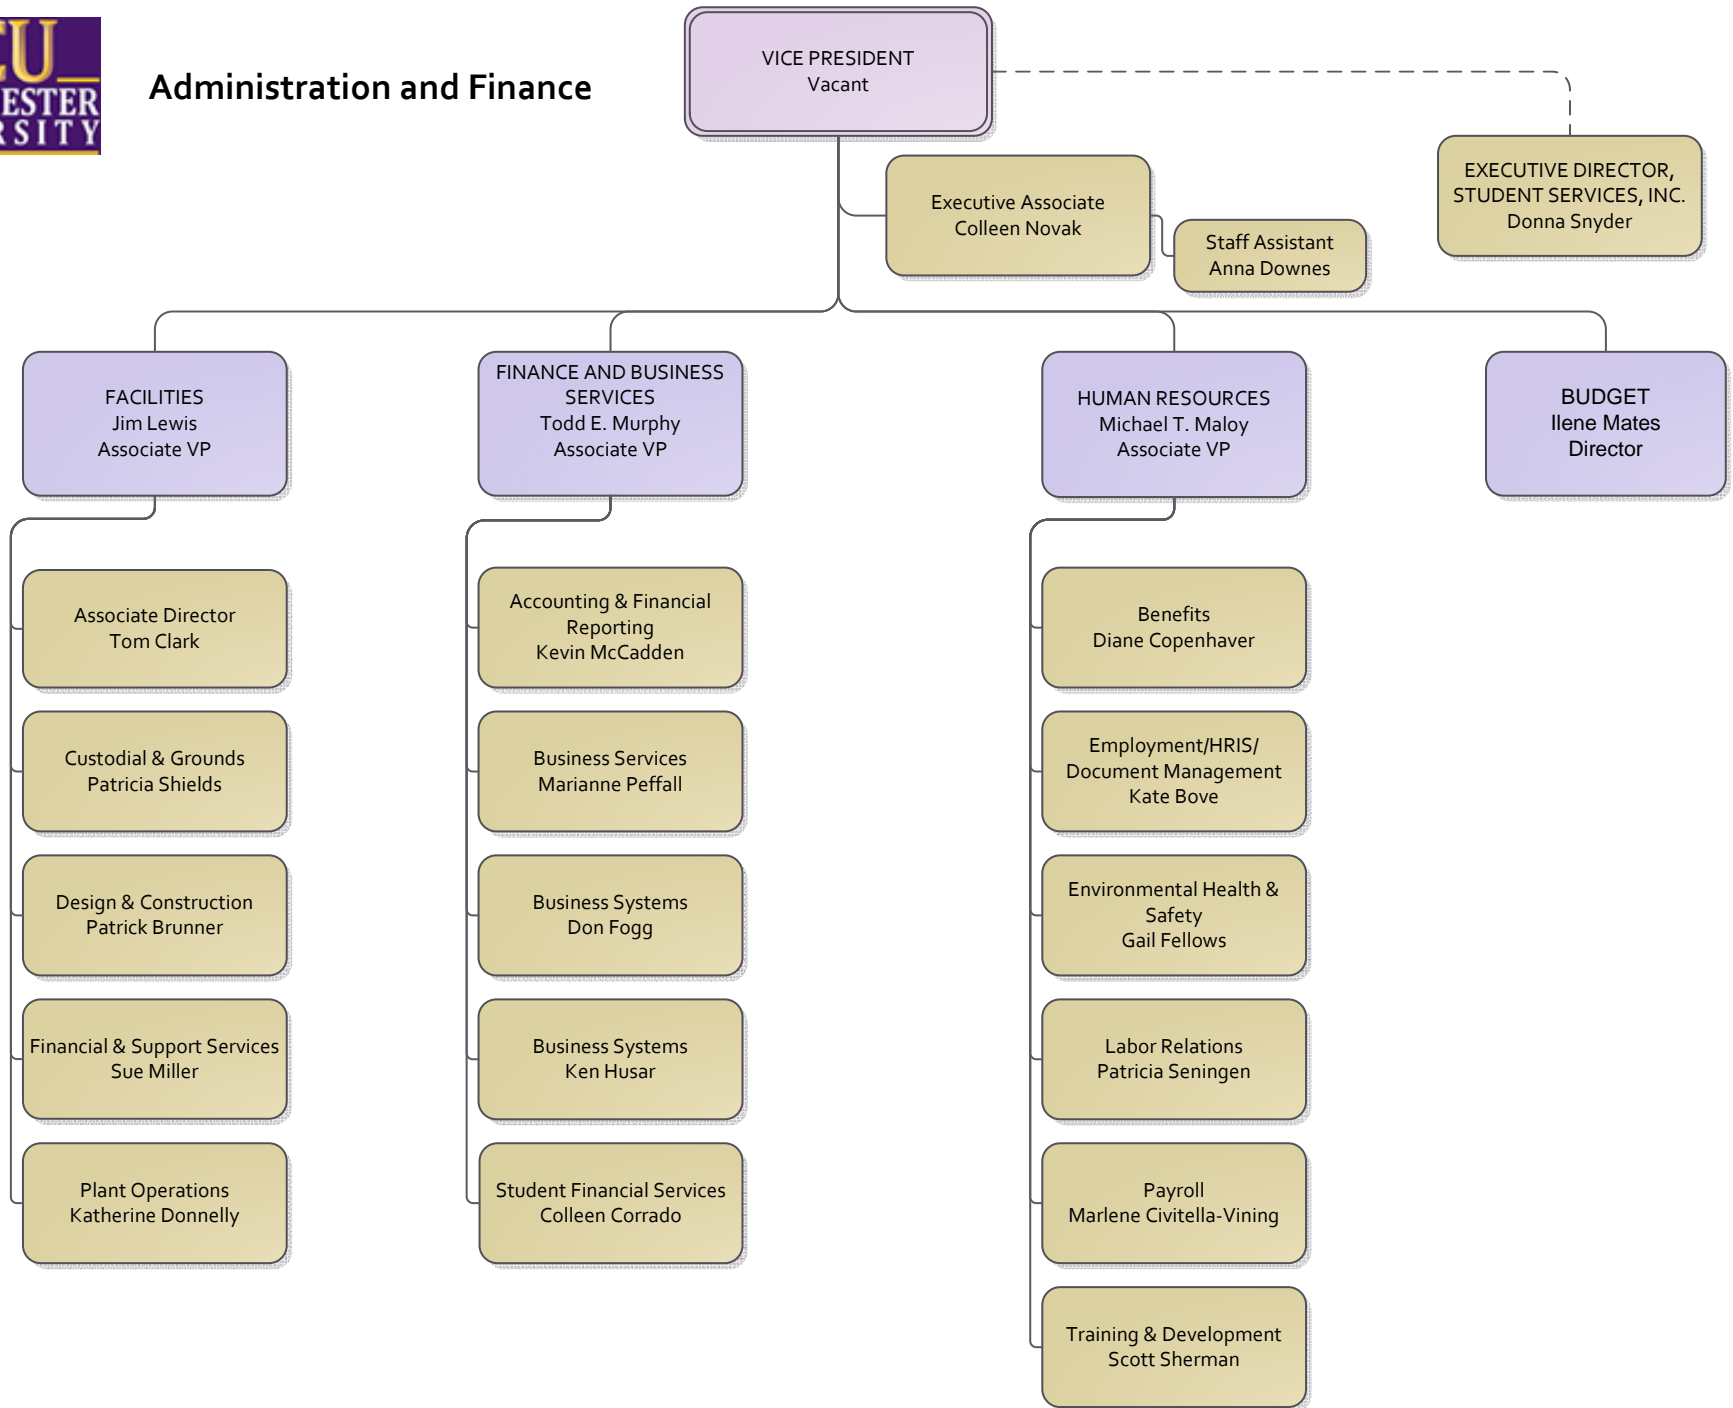 Administration and Finance
VICE PRESIDENT
Vacant
Executive Associate
Colleen Novak
Staff Assistant
Anna Downes
EXECUTIVE DIRECTOR,
STUDENT SERVICES, INC.
Donna Snyder
FACILITIES
Jim Lewis
Associate VP
FINANCE AND BUSINESS
SERVICES
Todd E. Murphy
Associate VP
HUMAN RESOURCES
Michael T. Maloy
Associate VP
BUDGET
Ilene Mates
Director
Associate Director
Tom Clark
Custodial & Grounds
Patricia Shields
Design & Construction
Patrick Brunner
Financial & Support Services
Sue Miller
Plant Operations
Katherine Donnelly
Accounting & Financial
Reporting
Kevin McCadden
Business Services
Marianne Peffall
Business Systems
Don Fogg
Business Systems
Ken Husar
Student Financial Services
Colleen Corrado
Benefits
Diane Copenhaver
Employment/HRIS/
Document Management
Kate Bove
Environmental Health &
Safety
Gail Fellows
Labor Relations
Patricia Seningen
Payroll
Marlene Civitella-Vining
Training & Development
Scott Sherman